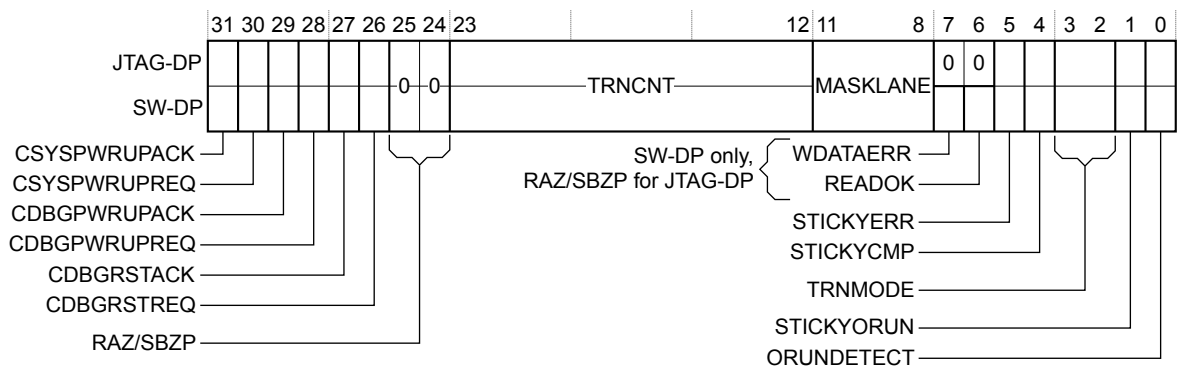 31 30 29 28 27 26 25 24 23 12 11 8 7 6 5 4 3 2 1 0
JTAG-DP 0 0
0 0 TRNCNT MASKLANE
SW-DP
CSYSPWRUPACK
CSYSPWRUPREQ
CDBGPWRUPACK
CDBGPWRUPREQ
CDBGRSTACK
CDBGRSTREQ
RAZ/SBZP
SW-DP only,
RAZ/SBZP for JTAG-DP
WDATAERR
READOK
STICKYERR
STICKYCMP
TRNMODE
STICKYORUN
ORUNDETECT